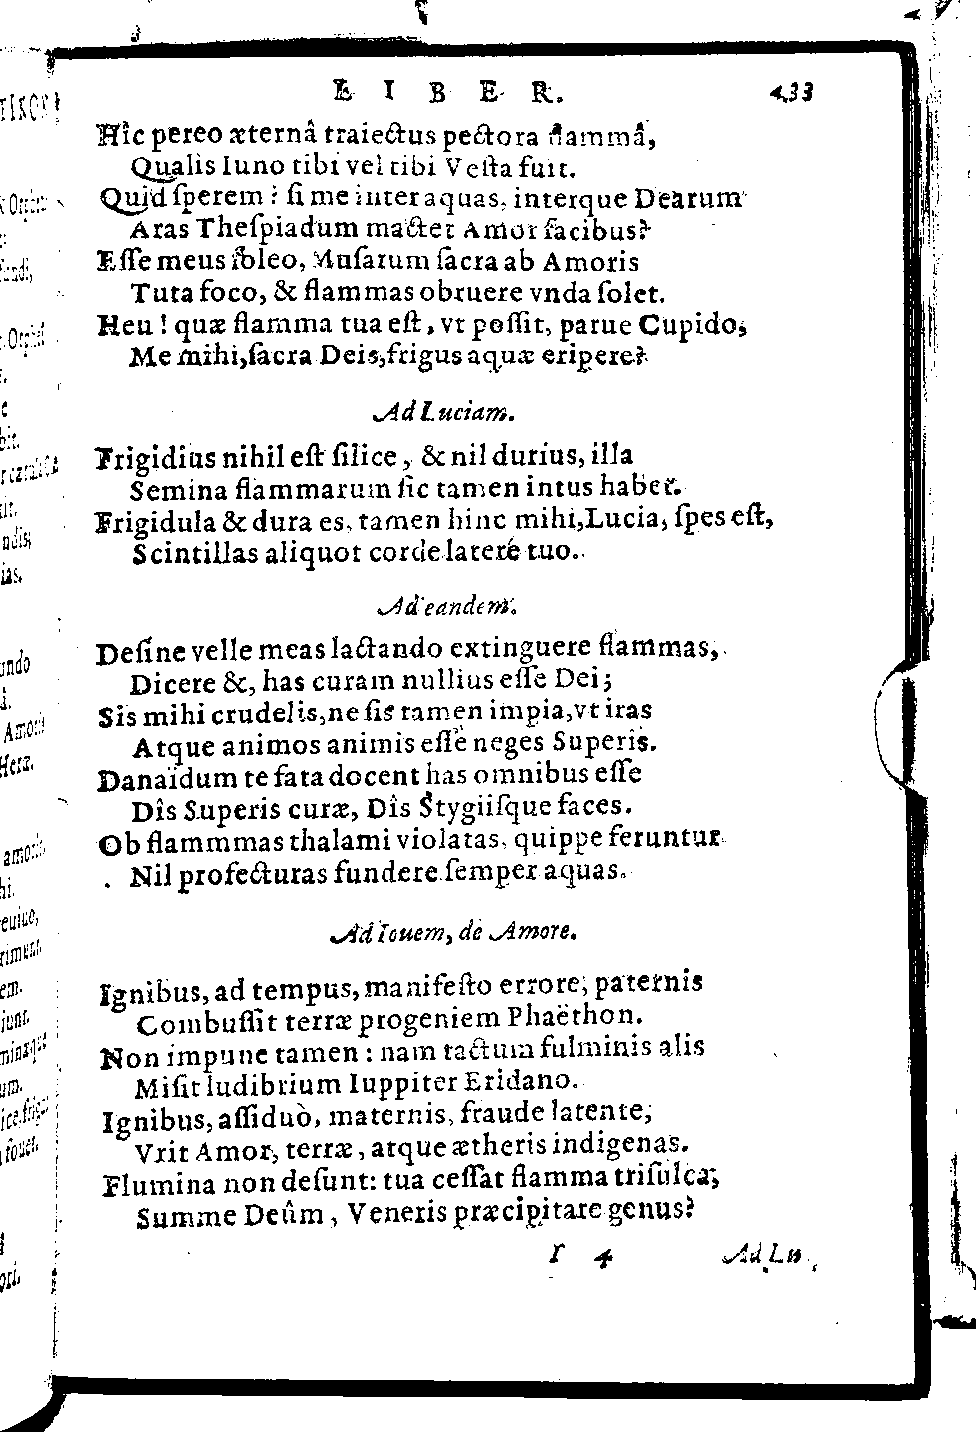 LIBER. 433
Hîc pereo æternâ traiectus pectora flammâ,
Qualis Iuno tibi vel tibi Vesta fuit.
Quid sperem? si me inter aquas, interque Dearum
Aras Thespiadum mactet Amor facibus?
Esse meus soleo, Musarum sacra ab Amoris
Tuta foco, & flammas obruere vnda solet.
Heu! quæ flamma tua est, vt possit, parue Cupido,
Me mihi, sacra Deis, frigus aquæ eripere?
Ad Luciam.
Frigidius nihil est silice, & nil durius, illa
Semina flammarum sic tamen intus habet.
Frigidula & dura es, tamen hinc mihi, Lucia, spes est,
Scintillas aliquot corde latere tuo.
Ad eandem.
Desine velle meas lactando extinguere flammas,
Dicere &, has curam nullius esse Dei;
Sis mihi crudelis, ne sis tamen impia, vt iras
Atque animos animis esse neges Superis.
Danaïdum te fata docent has omnibus esse
Dîs Superis curæ, Dîs Stygiisque faces.
Ob flammmas thalami violatas, quippe feruntur
Nil profecturas fundere semper aquas.
Ad Iouem, de Amore.
Ignibus, ad tempus, manifesto errore, paternis
Combussit terræ progeniem Phaëthon.
Non impune tamen: nam tactum fulminis alis
Misit ludibrium Iuppiter Eridano.
Ignibus, assiduò, maternis, fraude latente,
Vrit Amor, terræ, atque ætheris indigenas.
Flumina non desunt: tua cessat flamma trisulca,
Summe Deûm, Veneris præcipitare genus?
I 4 Ad Lu